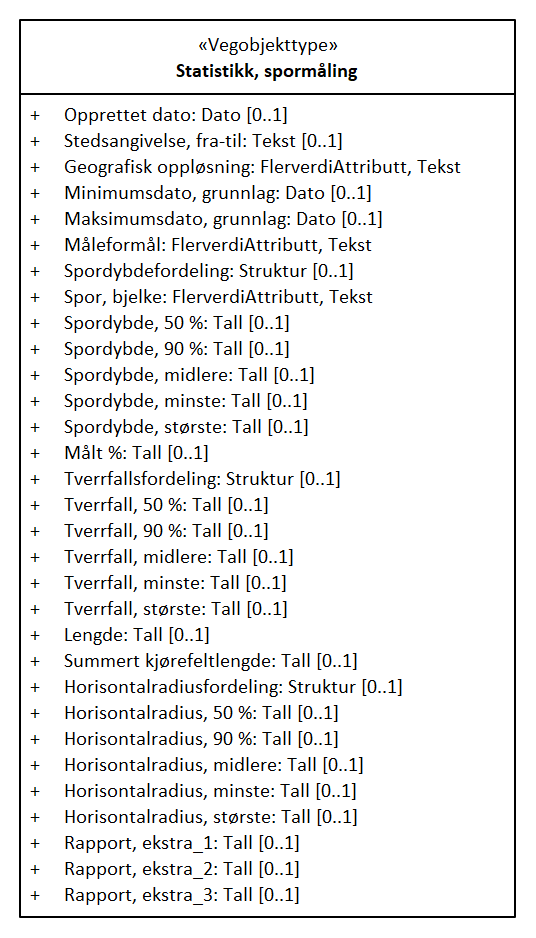 «Vegobjekttype»
Statistikk, spormåling
+ Opprettet dato: Dato [0..1]
+ Stedsangivelse, fra-til: Tekst [0..1]
+ Geografisk oppløsning: FlerverdiAttributt, Tekst
+ Minimumsdato, grunnlag: Dato [0..1]
+ Maksimumsdato, grunnlag: Dato [0..1]
+ Måleformål: FlerverdiAttributt, Tekst
+ Spordybdefordeling: Struktur [0..1]
+ Spor, bjelke: FlerverdiAttributt, Tekst
+ Spordybde, 50 %: Tall [0..1]
+ Spordybde, 90 %: Tall [0..1]
+ Spordybde, midlere: Tall [0..1]
+ Spordybde, minste: Tall [0..1]
+ Spordybde, største: Tall [0..1]
+ Målt %: Tall [0..1]
+ Tverrfallsfordeling: Struktur [0..1]
+ Tverrfall, 50 %: Tall [0..1]
+ Tverrfall, 90 %: Tall [0..1]
+ Tverrfall, midlere: Tall [0..1]
+ Tverrfall, minste: Tall [0..1]
+ Tverrfall, største: Tall [0..1]
+ Lengde: Tall [0..1]
+ Summert kjørefeltlengde: Tall [0..1]
+ Horisontalradiusfordeling: Struktur [0..1]
+ Horisontalradius, 50 %: Tall [0..1]
+ Horisontalradius, 90 %: Tall [0..1]
+ Horisontalradius, midlere: Tall [0..1]
+ Horisontalradius, minste: Tall [0..1]
+ Horisontalradius, største: Tall [0..1]
+ Rapport, ekstra_1: Tall [0..1]
+ Rapport, ekstra_2: Tall [0..1]
+ Rapport, ekstra_3: Tall [0..1]